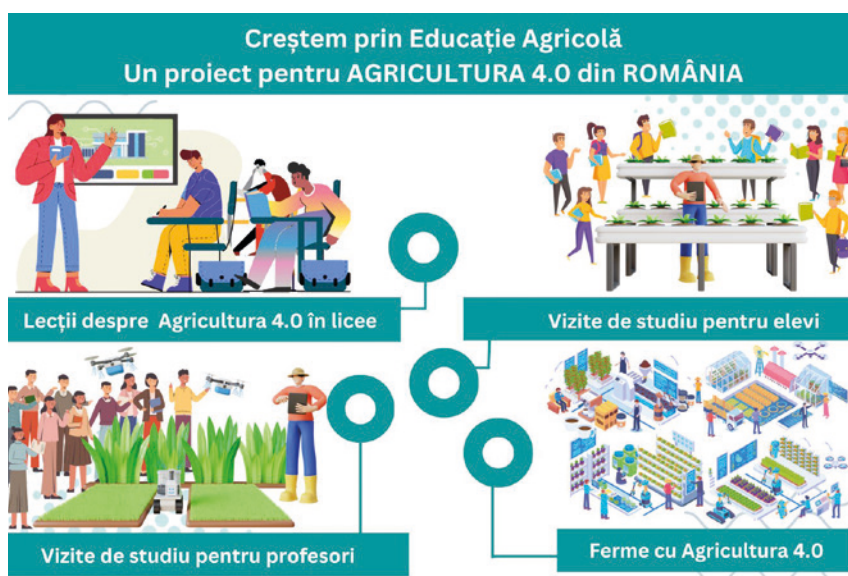 Creștem prin Educație Agricolă
Un proiect pentru AGRICULTURA 4.0 din ROMÂNIA
Lecții despre Agricultura 4.0 în licee
Vizite de studiu pentru elevi
Vizite de studiu pentru profesori
Ferme cu Agricultura 4.0